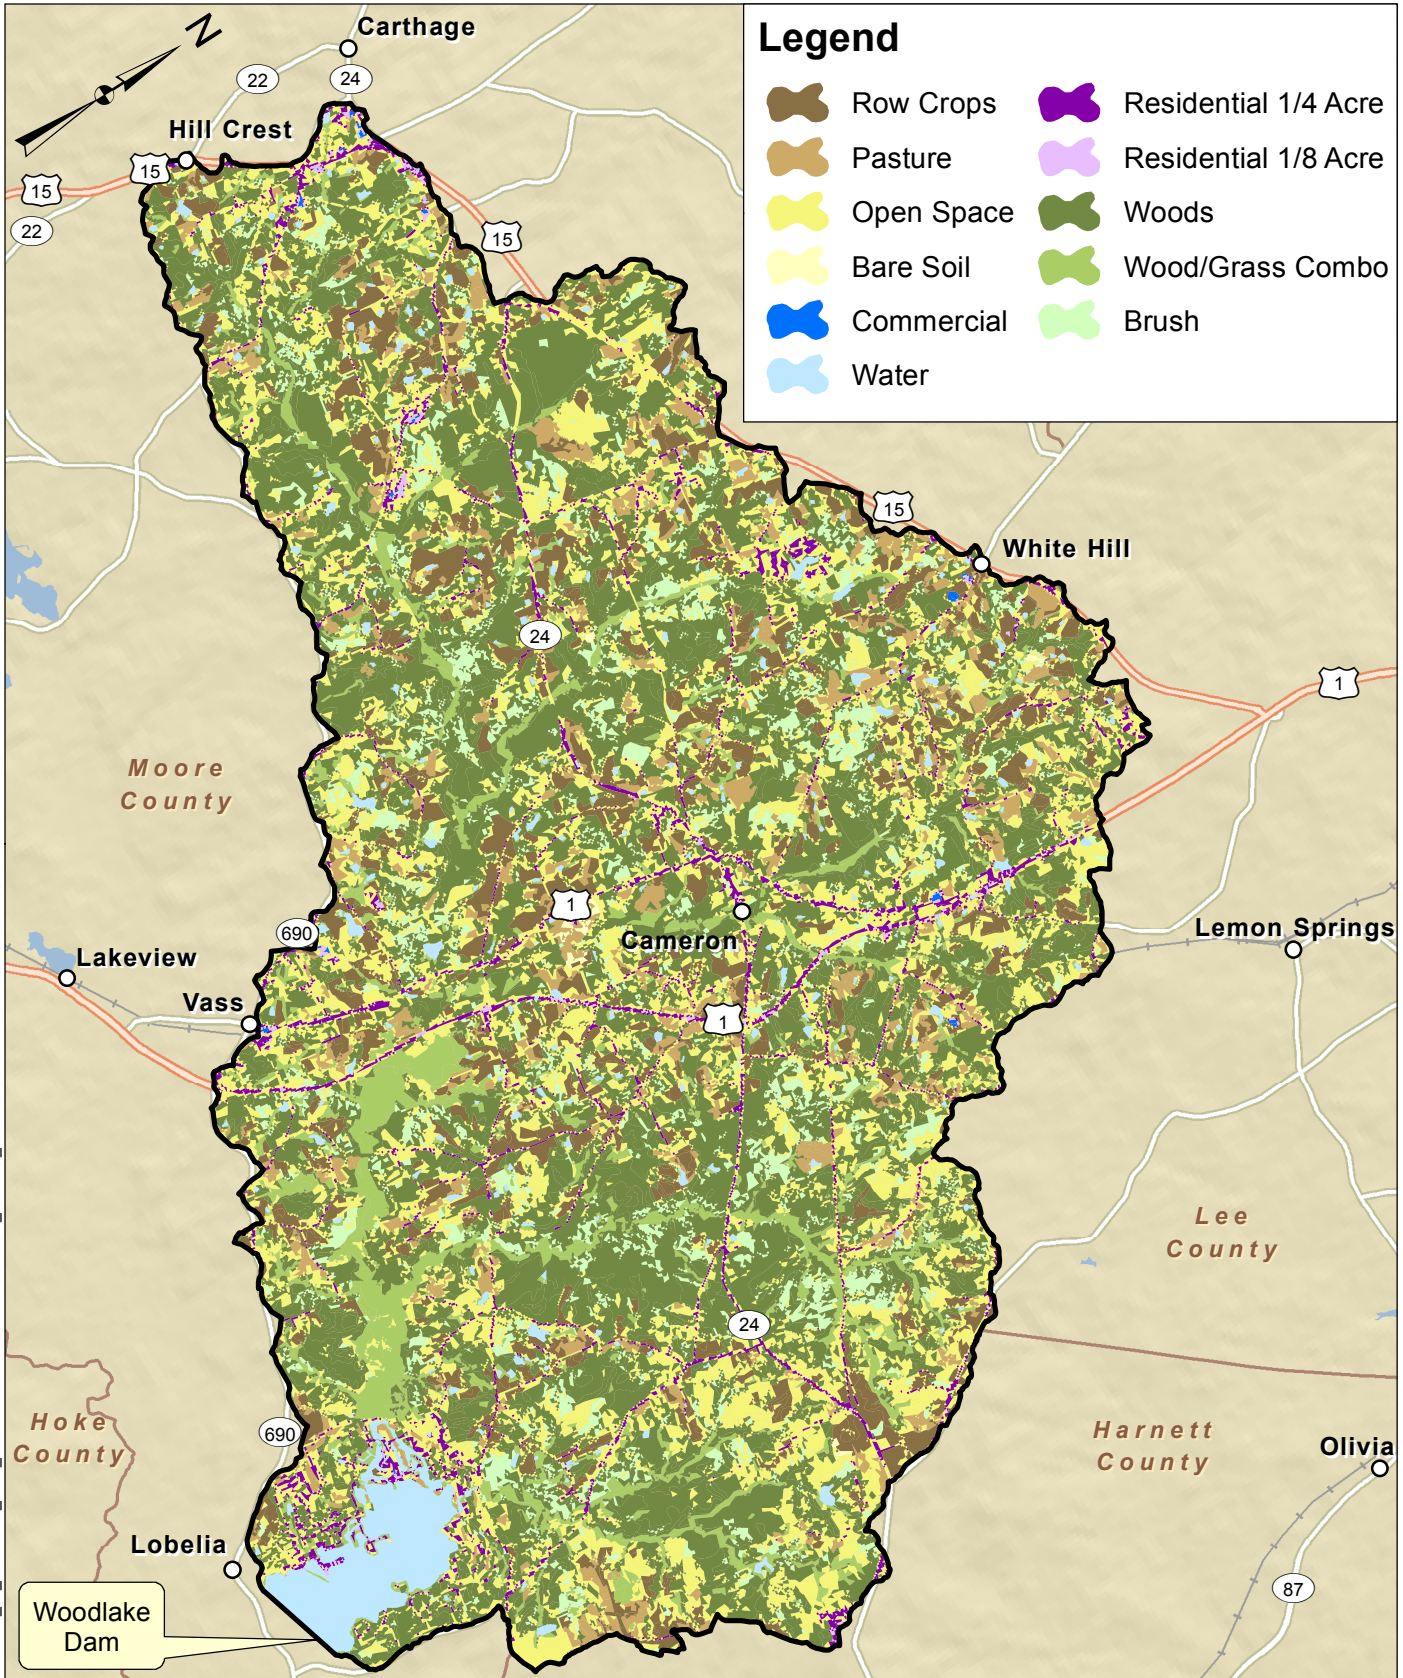 N
Carthage
22
24
Hill Crest
15
15
22
15
Legend
Row Crops
Pasture
Open Space
Bare Soil
Commercial
Water
Residential 1/4 Acre
Residential 1/8 Acre
Woods
Wood/Grass Combo
Brush
15
White Hill
24
1
Moore
County
1
690
Cameron
Lemon Springs
Lakeview
Vass
1
Lee
County
24
Hoke
County
690
Harnett
County
Olivia
Lobelia
87
Woodlake
Dam